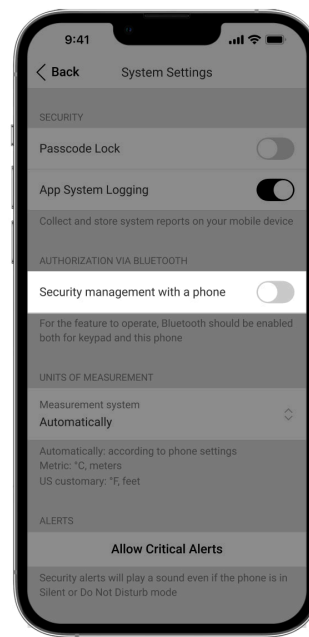 9:41
Back System Settings
SECURITY
Passcode Lock
App System Logging
Collect and store system reports on your mobile device
AUTHORIZATION VIA BLUETOOTH
Security management with a phone
For the feature to operate, Bluetooth should be enabled
both for keypad and this phone
UNITS OF MEASUREMENT
Measurement system
Automatically
Automatically: according to phone settings
Metric: °C, meters
US customary: °F, feet
ALERTS
Allow Critical Alerts
Security alerts will play a sound even if the phone is in
Silent or Do Not Disturb mode